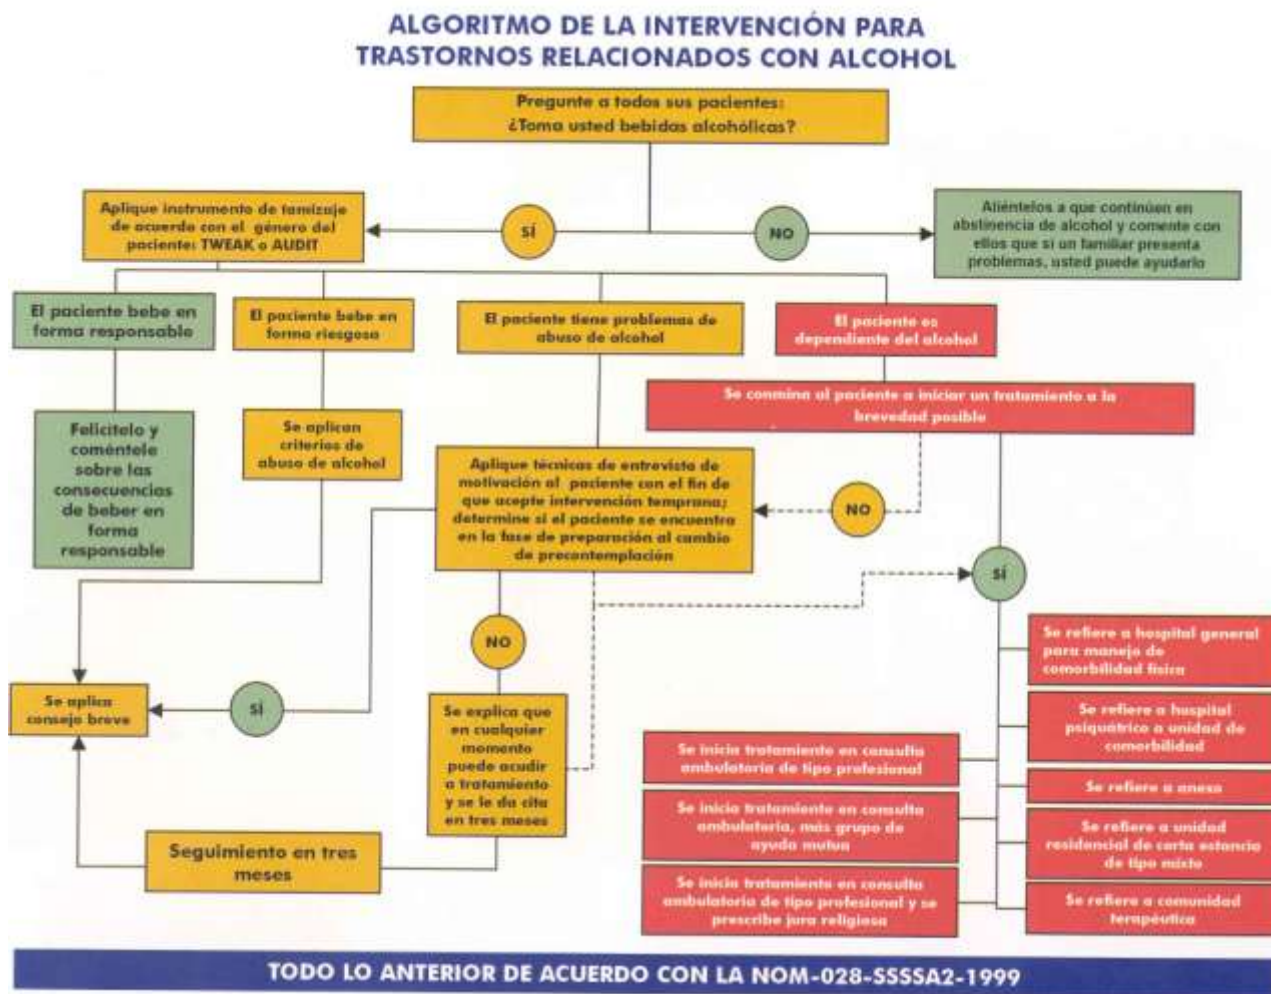 ALGORITMO DE LA INTERVENCIÓN PARA
TRASTORNOS RELACIONADOS CON ALCOHOL
Pregunte a todos sus pacientes:
¿Toma usted bebidas alcohólicas?
Aplique instrumento de tamizaje
de acuerdo con el género del
paciente: TWEAK o AUDIT
SÍ
NO
Aliéntelos a que continúen en
abstinencia de alcohol y comente con
ellos que si un familiar presenta
problemas, usted puede ayudarlo
El paciente bebe en
forma responsable
El paciente bebe en
forma riesgosa
El paciente tiene problemas de
abuso de alcohol
El paciente es
dependiente del alcohol
Se conmina al paciente a iniciar un tratamiento a la
brevedad posible
Felicítelo y
coméntele
sobre las
consecuencias
de beber en
forma
responsable
Se aplican
criterios de
abuso de alcohol
Aplique técnicas de entrevista de
motivación al paciente con el fin de
que acepte intervención temprana;
determine si el paciente se encuentra
en la fase de preparación al cambio
de precontemplación
NO
SÍ
NO
Se aplica
consejo breve
SÍ
Se explica que
en cualquier
momento
puede acudir
a tratamiento
y se le da cita
en tres meses
Seguimiento en tres
meses
Se refiere a hospital general
para manejo de
comorbilidad física
Se refiere a hospital
psiquiátrico a unidad de
comorbilidad
Se refiere a anexo
Se refiere a unidad
residencial de corta estancia
de tipo mixto
Se refiere a comunidad
terapéutica
Se inicia tratamiento en consulta
ambulatoria de tipo profesional
Se inicia tratamiento en consulta
ambulatoria, más grupo de
ayuda mutua
Se inicia tratamiento en consulta
ambulatoria de tipo profesional y se
prescribe jura religiosa
TODO LO ANTERIOR DE ACUERDO CON LA NOM-028-SSSSA2-1999